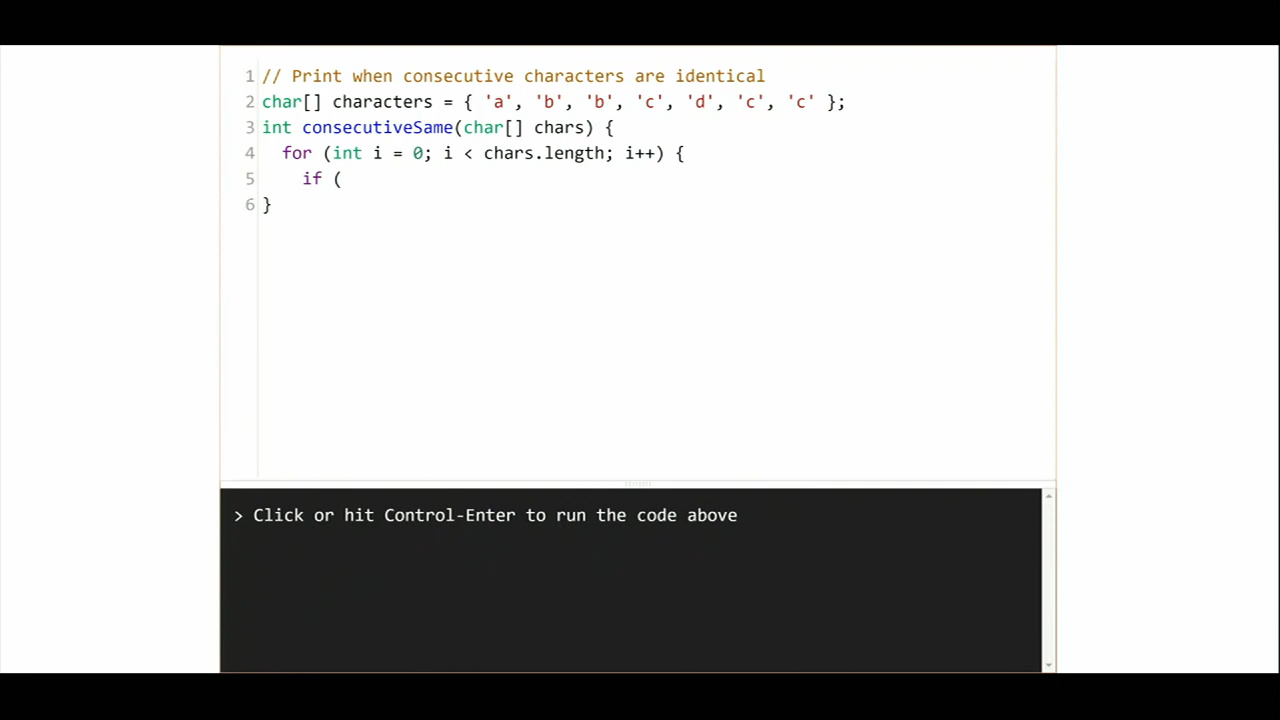 1 // Print when consecutive characters are identical
2 char[] characters = { 'a', 'b', 'b', 'c', 'd', 'c', 'c' };
3 int consecutiveSame(char[] chars) {
4   for (int i = 0; i < chars.length; i++) {
5     if (
6 }
> Click or hit Control-Enter to run the code above